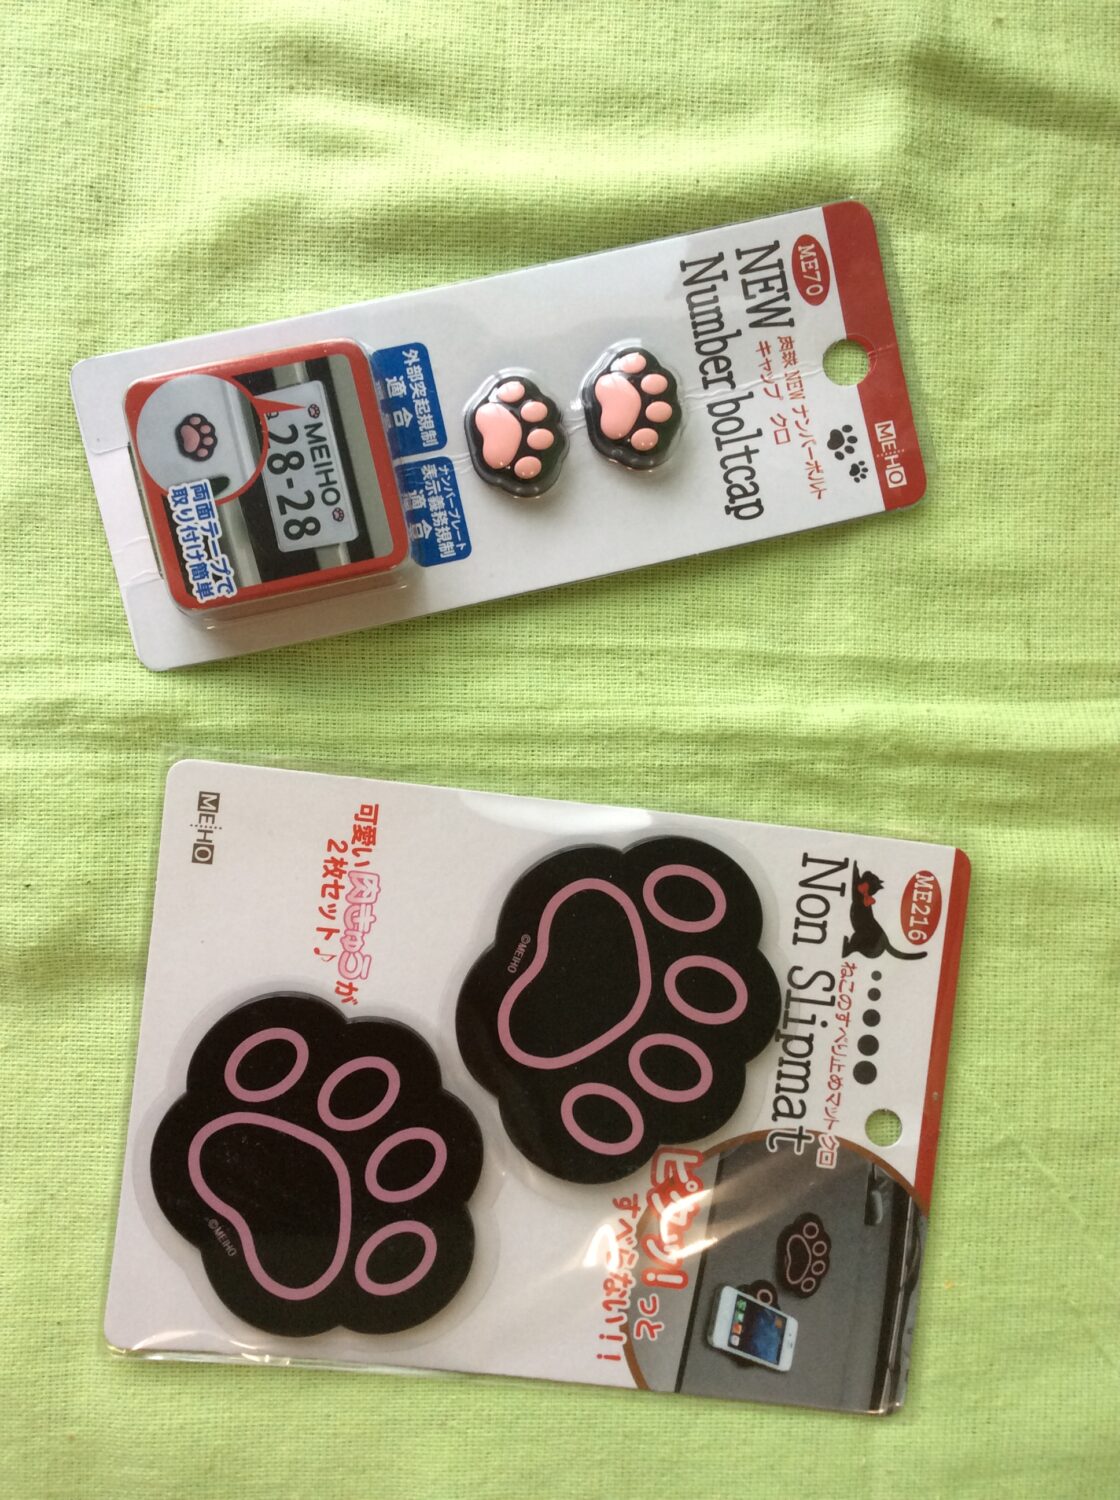 ME70
NEW
肉球 NEW ナンバーボルト
キャップ クロ
Number boltcap
MEIHO
外部突起規制
適合
ナンバープレート
表示義務規制
適合
MEIHO
28-28
両面テープで
取り付け簡単
ME216
ねこのすべり止めマット クロ
Non Slipmat
ピタッ!っと
すべらない!!
可愛い肉きゅうが
2枚セット♪
©MEIHO
©MEIHO
MEIHO